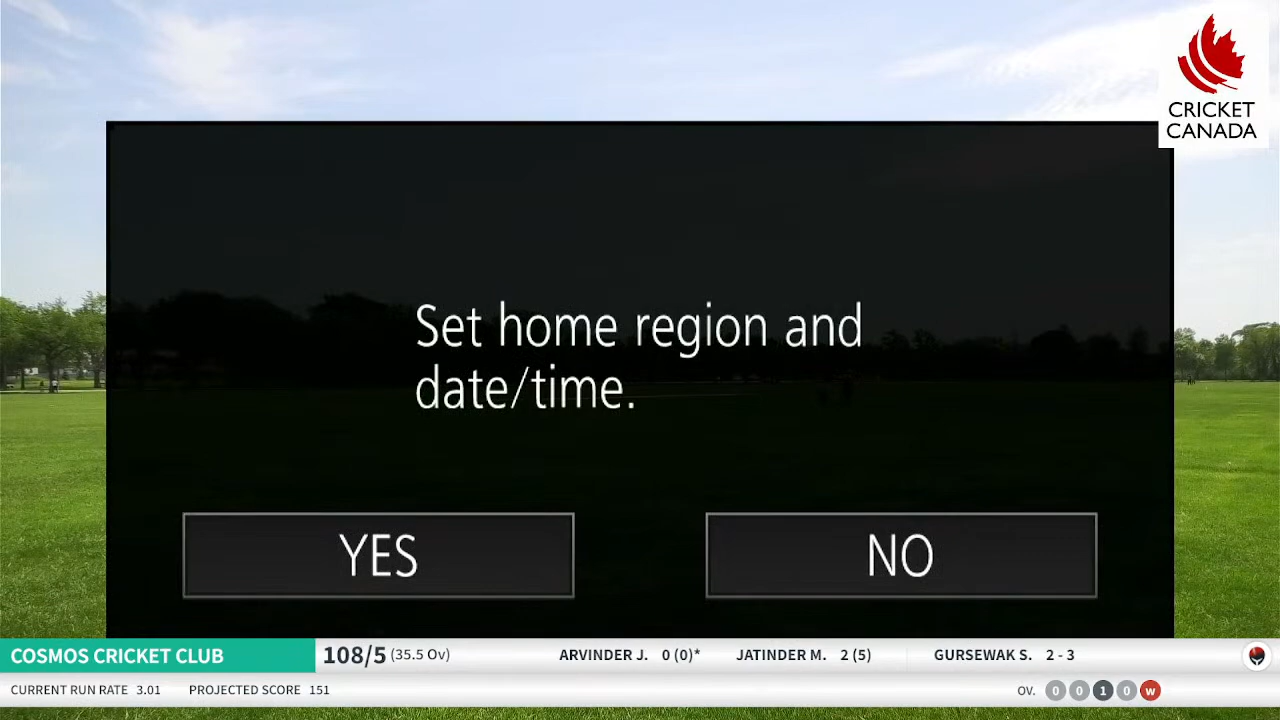 CRICKET
CANADA
Set home region and
date/time.
YES NO
COSMOS CRICKET CLUB 108/5 (35.5 Ov) ARVINDER J. 0 (0)* JATINDER M. 2 (5) GURSEWAK S. 2 - 3
CURRENT RUN RATE 3.01 PROJECTED SCORE 151 OV. 0 0 1 0 W